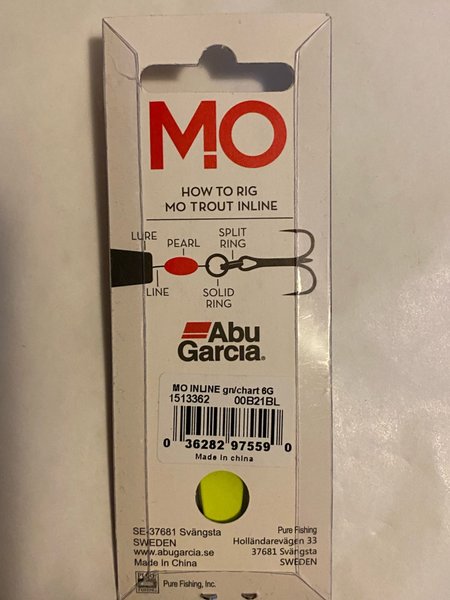 MO
HOW TO RIG
MO TROUT INLINE
LURE
PEARL
SPLIT
RING
LINE
SOLID
RING
Abu
Garcia®
MO INLINE gn/chart 6G
1513362 00B21BL
0 36282 97559 0
Made in china
SE-37681 Svängsta
SWEDEN
www.abugarcia.se
Made In China
Pure Fishing
Holländarevägen 33
37681 Svängsta
SWEDEN
Pure Fishing, Inc.